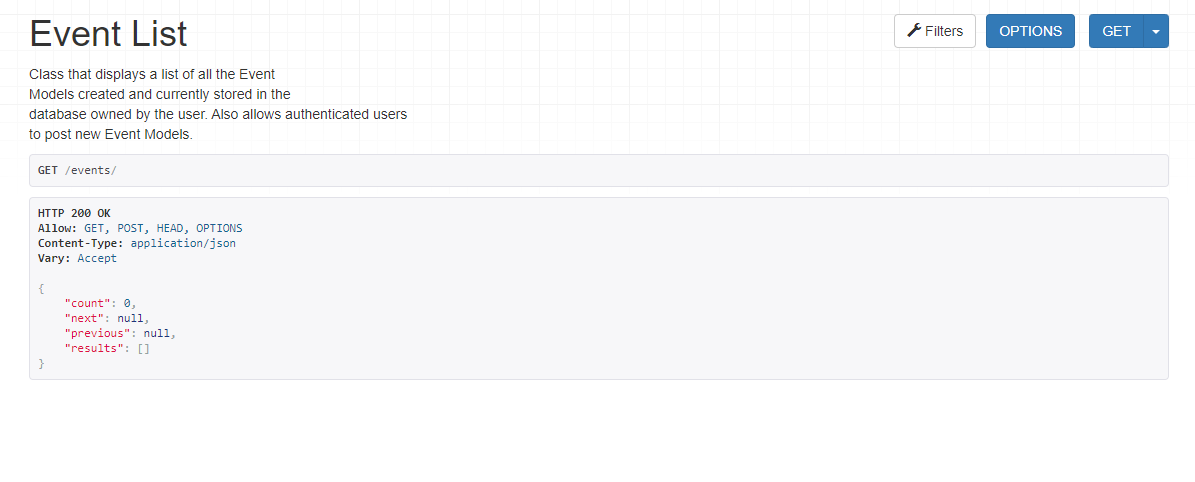 Event List
Filters
OPTIONS
GET
Class that displays a list of all the Event
Models created and currently stored in the
database owned by the user. Also allows authenticated users
to post new Event Models.
GET /events/
HTTP 200 OK
Allow: GET, POST, HEAD, OPTIONS
Content-Type: application/json
Vary: Accept
{
    "count": 0,
    "next": null,
    "previous": null,
    "results": []
}